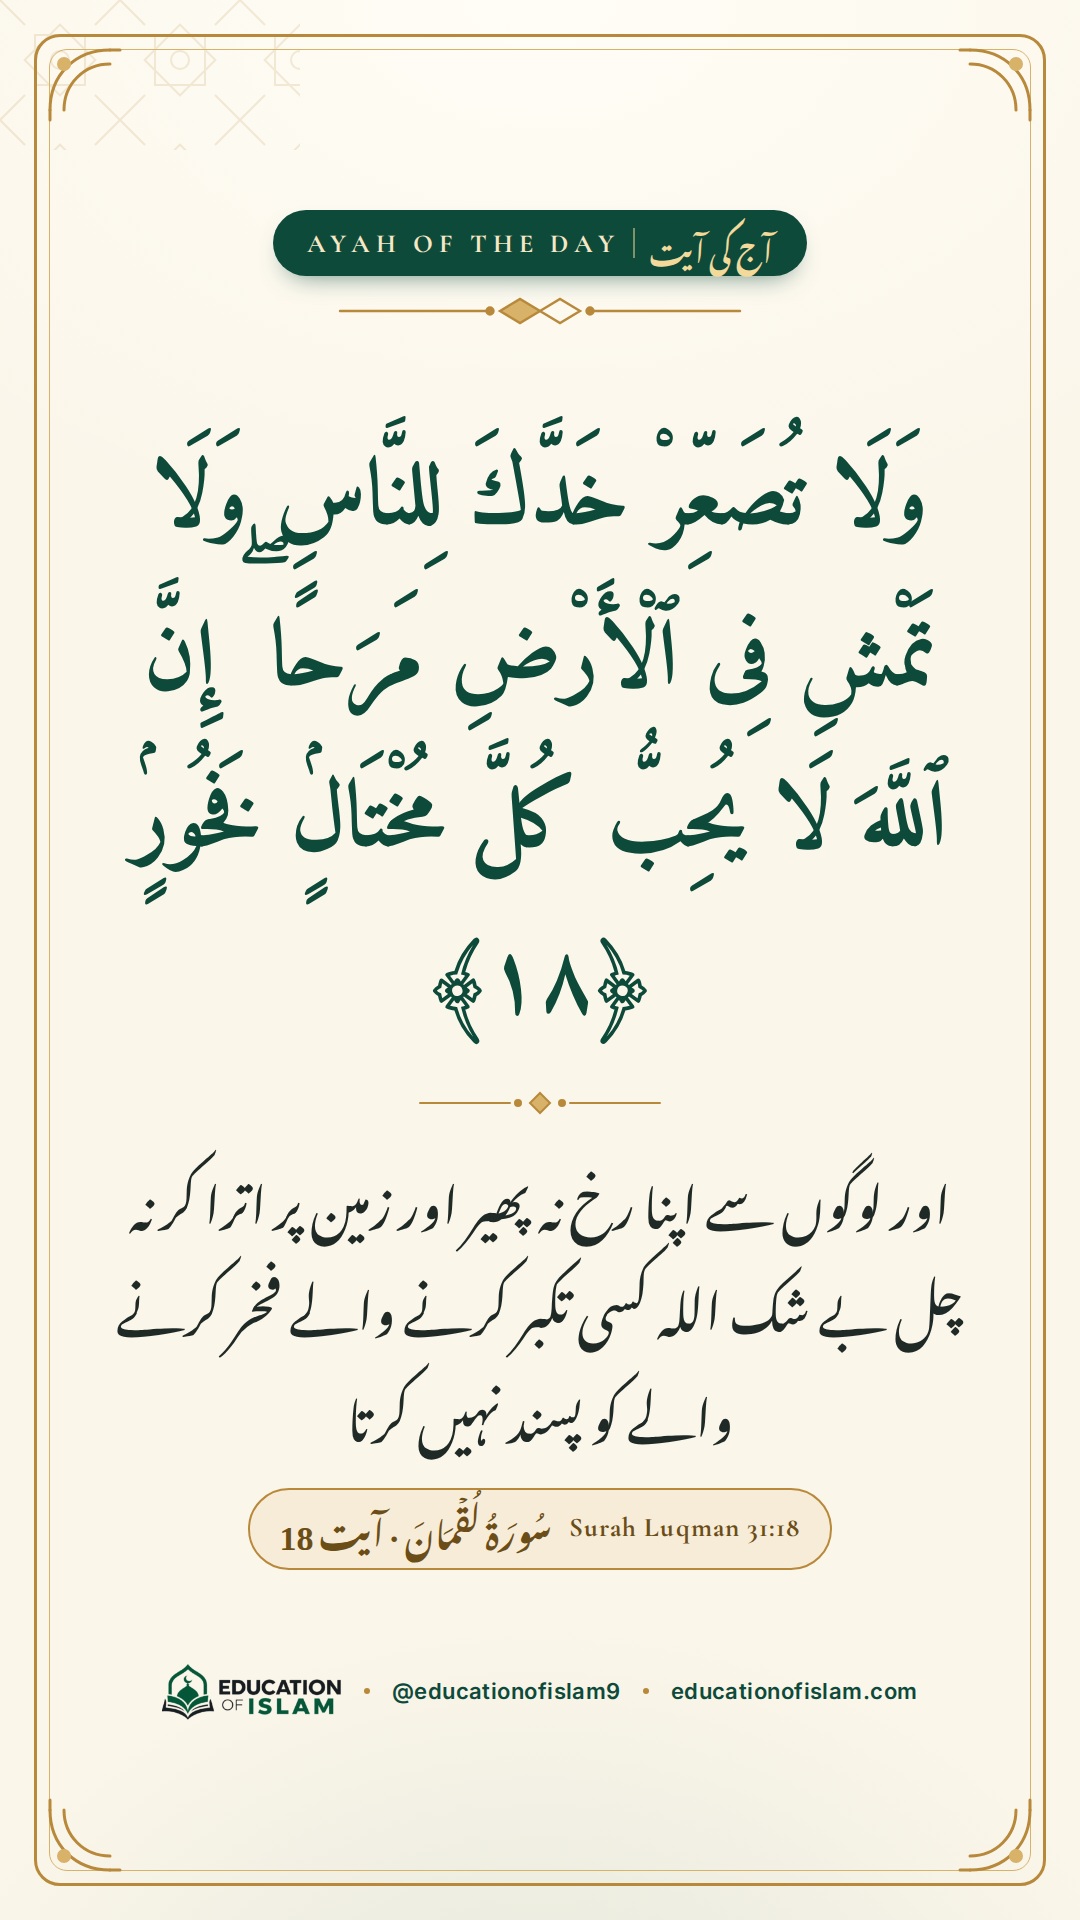 AYAH OF THE DAY | آج کی آیت
وَلَا تُصَعِّرْ خَدَّكَ لِلنَّاسِ وَلَا
تَمْشِ فِى ٱلْأَرْضِ مَرَحًا ۖ إِنَّ
ٱللَّهَ لَا يُحِبُّ كُلَّ مُخْتَالٍۢ فَخُورٍۢ
﴿١٨﴾
اور لوگوں سے اپنا رخ نہ پھیر اور زمین پر اترا کر نہ
چل بے شک اللہ کسی تکبر کرنے والے فخر کرنے
والے کو پسند نہیں کرتا
سُورَةُ لُقۡمَانَ · آیت 18 Surah Luqman 31:18
EDUCATION OF ISLAM • @educationofislam9 • educationofislam.com